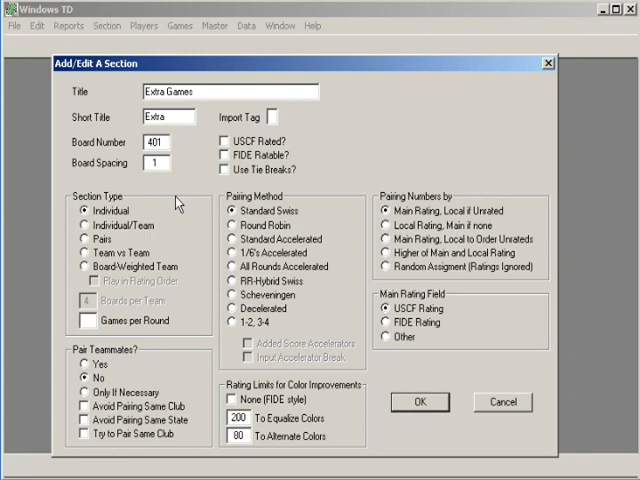 Windows TD
File Edit Reports Section Players Games Master Data Window Help
Add/Edit A Section
Title Extra Games
Short Title Extra Import Tag
Board Number 401 USCF Rated?
FIDE Ratable?
Board Spacing 1 Use Tie Breaks?
Section Type
Individual
Individual/Team
Pairs
Team vs Team
Board-Weighted Team
Play in Rating Order
4 Boards per Team
Games per Round
Pair Teammates?
Yes
No
Only If Necessary
Avoid Pairing Same Club
Avoid Pairing Same State
Try to Pair Same Club
Pairing Method
Standard Swiss
Round Robin
Standard Accelerated
1/6's Accelerated
All Rounds Accelerated
RR-Hybrid Swiss
Scheveningen
Decelerated
1-2, 3-4
Added Score Accelerators
Input Accelerator Break
Rating Limits for Color Improvements
None (FIDE style)
200 To Equalize Colors
80 To Alternate Colors
Pairing Numbers by
Main Rating, Local if Unrated
Local Rating, Main if none
Main Rating, Local to Order Unrateds
Higher of Main and Local Rating
Random Assigment (Ratings Ignored)
Main Rating Field
USCF Rating
FIDE Rating
Other
OK Cancel